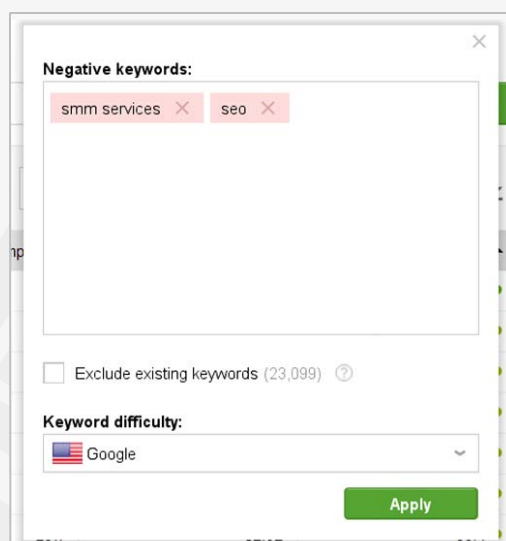 Negative keywords:
smm services seo
Exclude existing keywords (23,099) ?
Keyword difficulty:
Google
Apply